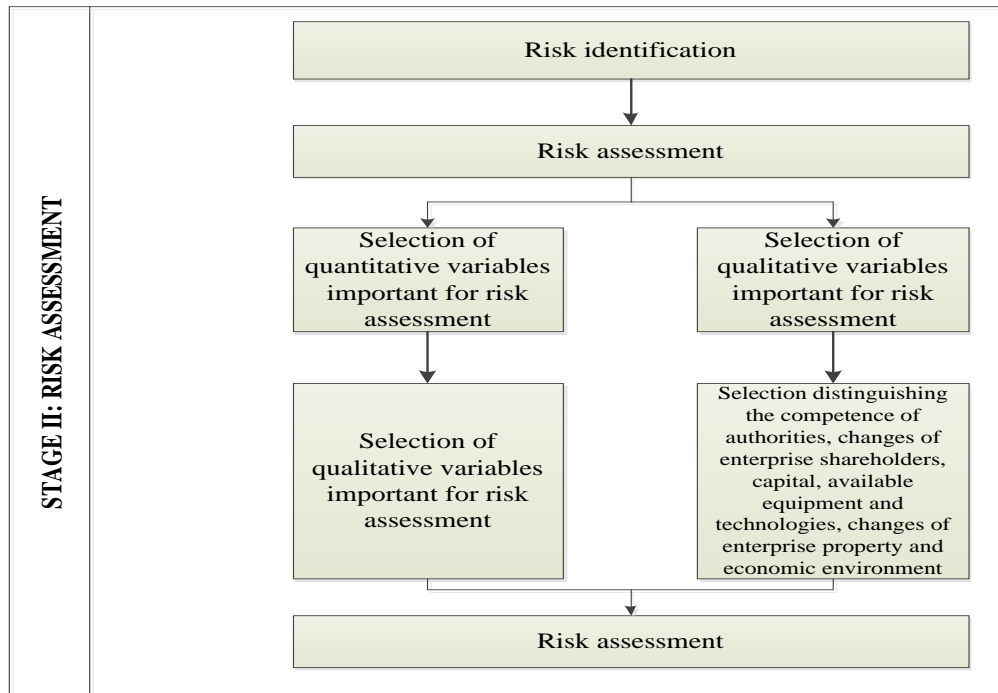 STAGE II: RISK ASSESSMENT
Risk identification
Risk assessment
Selection of
quantitative variables
important for risk
assessment
Selection of
qualitative variables
important for risk
assessment
Selection of
qualitative variables
important for risk
assessment
Selection distinguishing
the competence of
authorities, changes of
enterprise shareholders,
capital, available
equipment and
technologies, changes of
enterprise property and
economic environment
Risk assessment